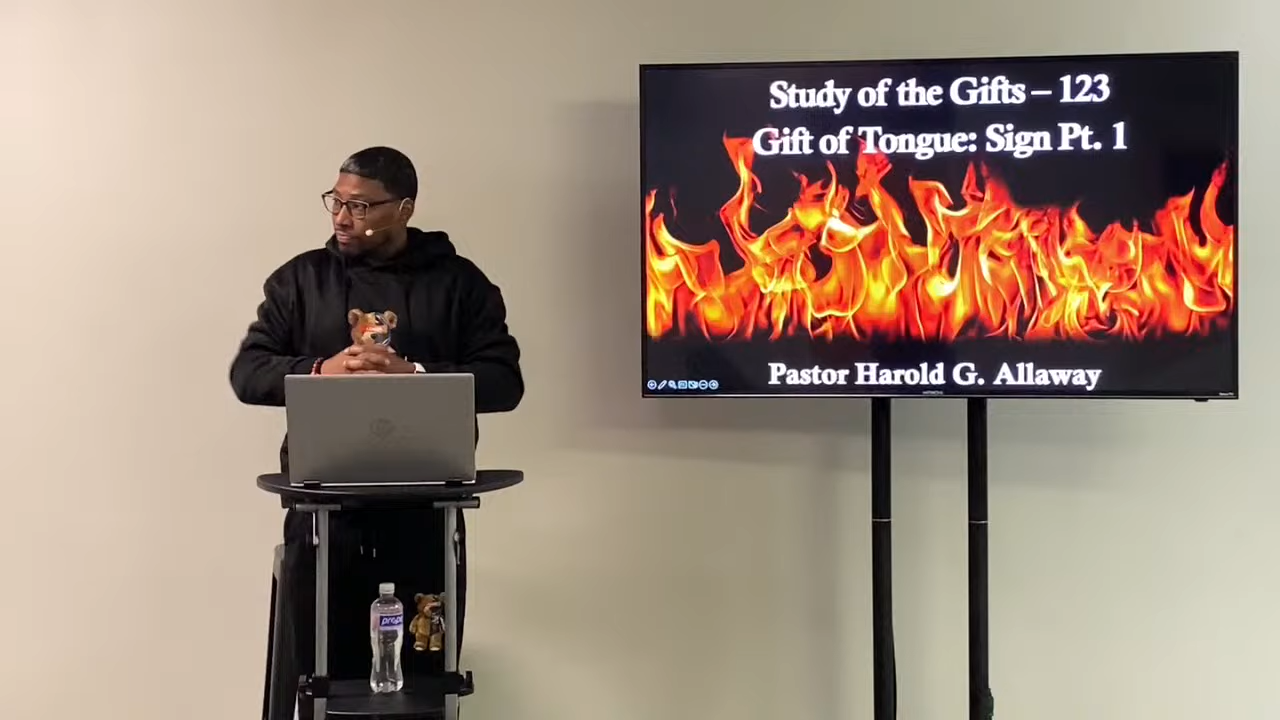 Study of the Gifts – 123
Gift of Tongue: Sign Pt. 1
Pastor Harold G. Allaway